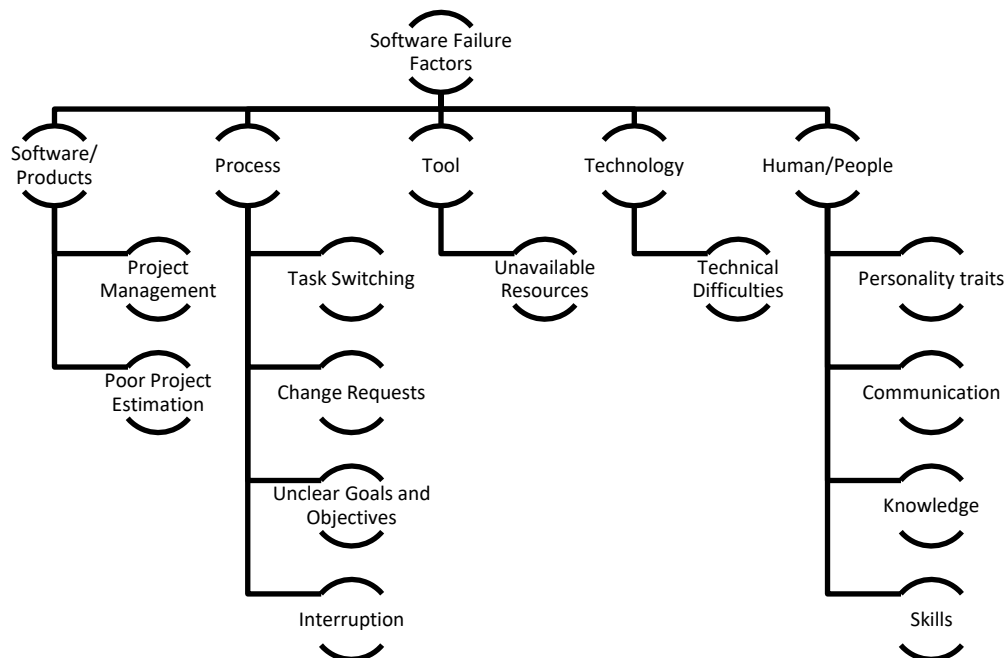 Software Failure
Factors
Software/
Products
Process
Tool
Technology
Human/People
Project
Management
Task Switching
Unavailable
Resources
Technical
Difficulties
Personality traits
Poor Project
Estimation
Change Requests
Communication
Unclear Goals and
Objectives
Knowledge
Interruption
Skills